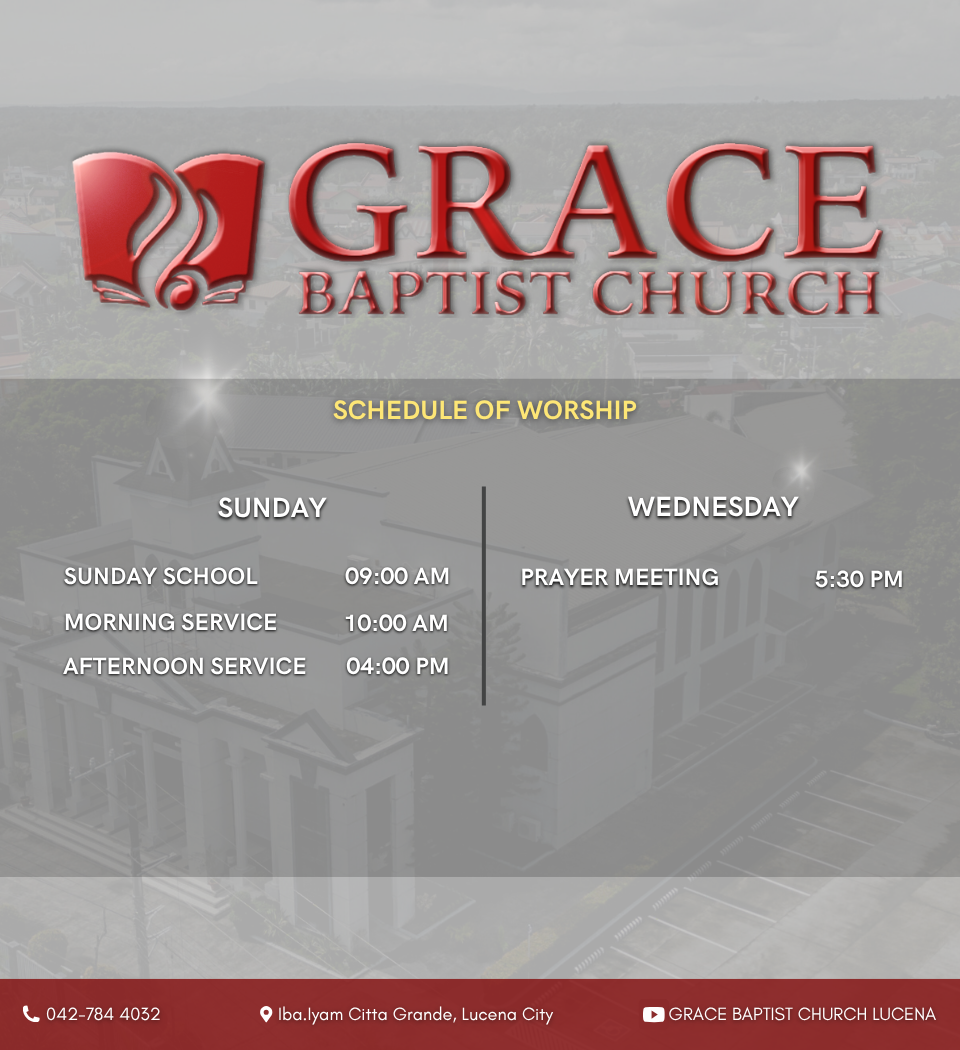 GRACE
BAPTIST CHURCH
SCHEDULE OF WORSHIP
SUNDAY
SUNDAY SCHOOL 09:00 AM
MORNING SERVICE 10:00 AM
AFTERNOON SERVICE 04:00 PM
WEDNESDAY
PRAYER MEETING 5:30 PM
042-784 4032
Iba.Iyam Citta Grande, Lucena City
GRACE BAPTIST CHURCH LUCENA